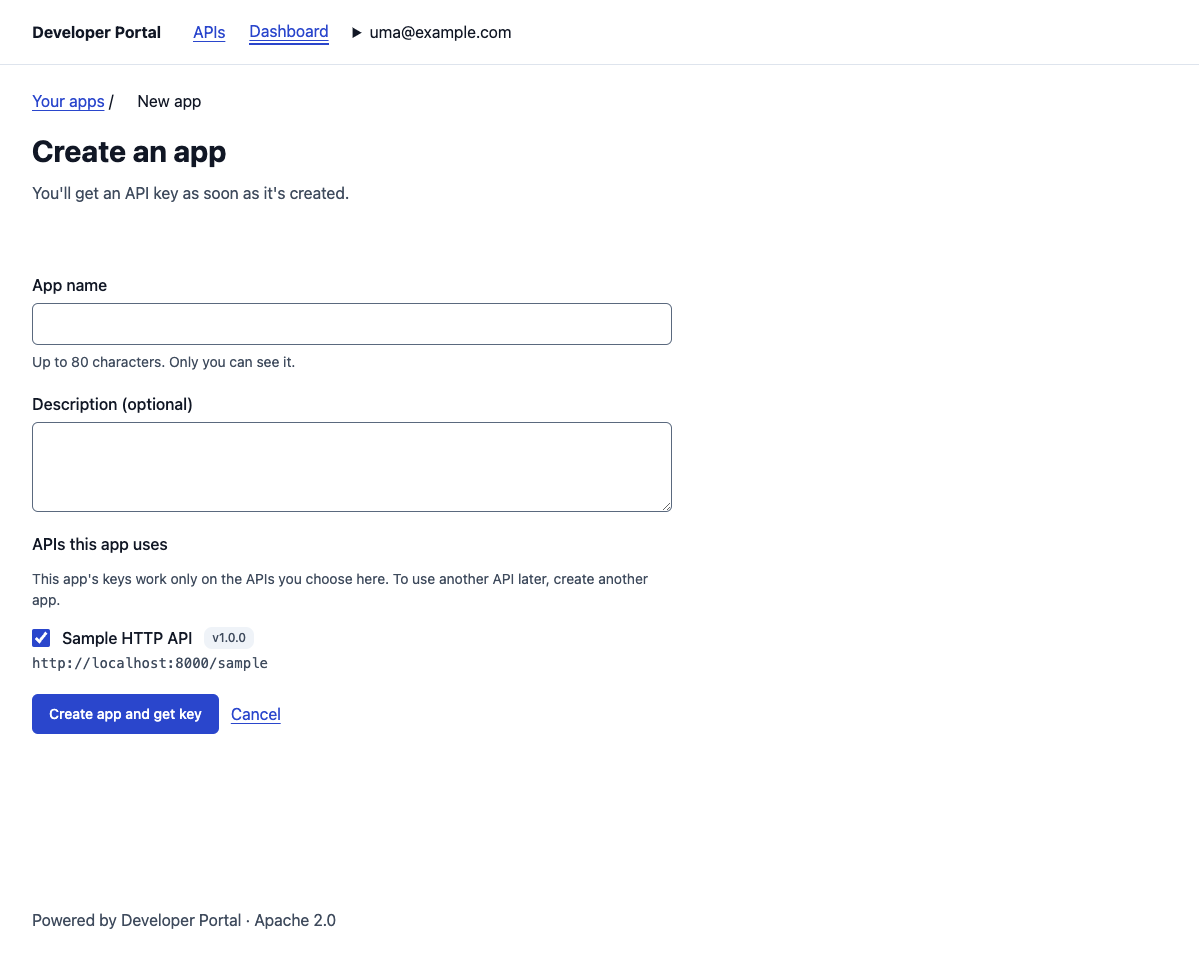 Developer Portal APIs Dashboard ▶ uma@example.com
Your apps / New app
Create an app
You'll get an API key as soon as it's created.
App name
Up to 80 characters. Only you can see it.
Description (optional)
APIs this app uses
This app's keys work only on the APIs you choose here. To use another API later, create another
app.
Sample HTTP API v1.0.0
http://localhost:8000/sample
Create app and get key Cancel
Powered by Developer Portal · Apache 2.0